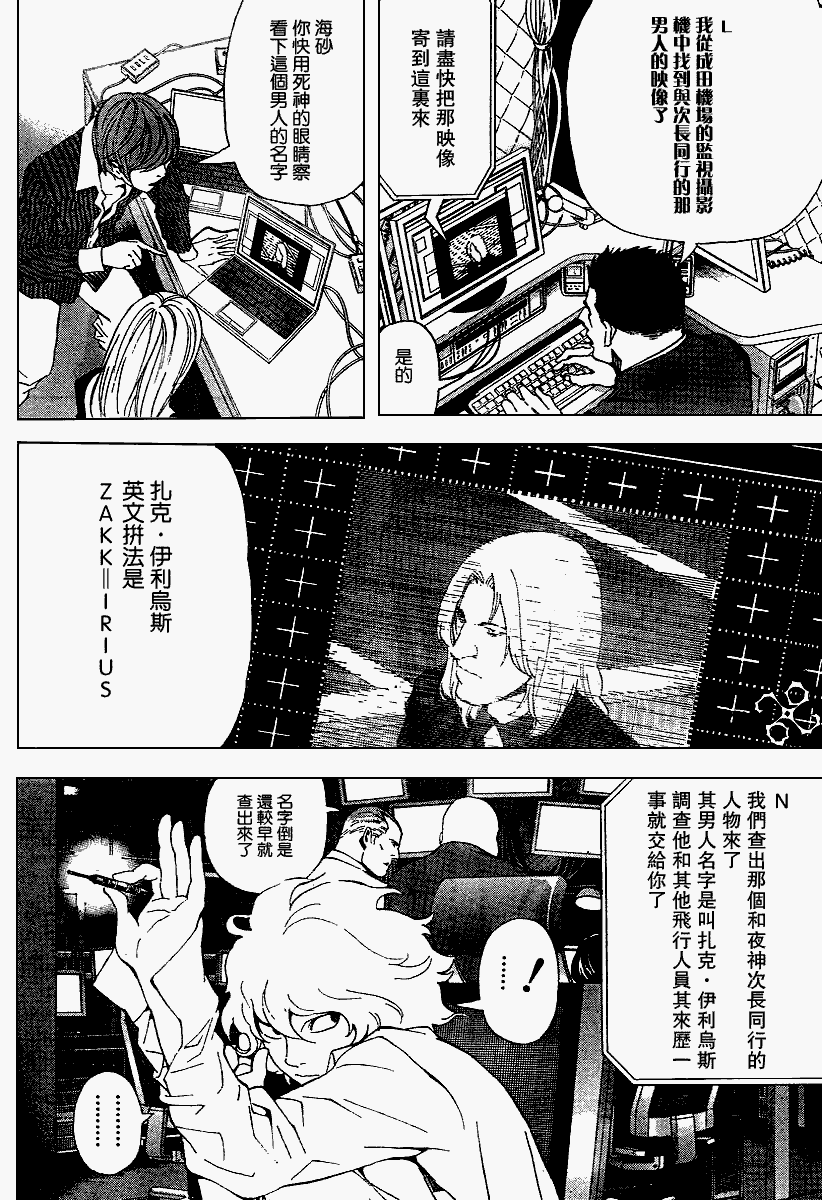 L
我從成田機場的監視攝影
機中找到與次長同行的那
男人的映像了
請盡快把那映像
寄到這裏來
是的
海砂
你快用死神的眼睛察
看下這個男人的名字
扎克·伊利烏斯
英文拼法是
ZAKK=IRIUS
N
我們查出那個和夜神次長同行的
人物來了
其男人名字是叫扎克·伊利烏斯
調查他和其他飛行人員其來歷一
事就交給你了
！
……
名字倒是
還較早就
查出來了
………